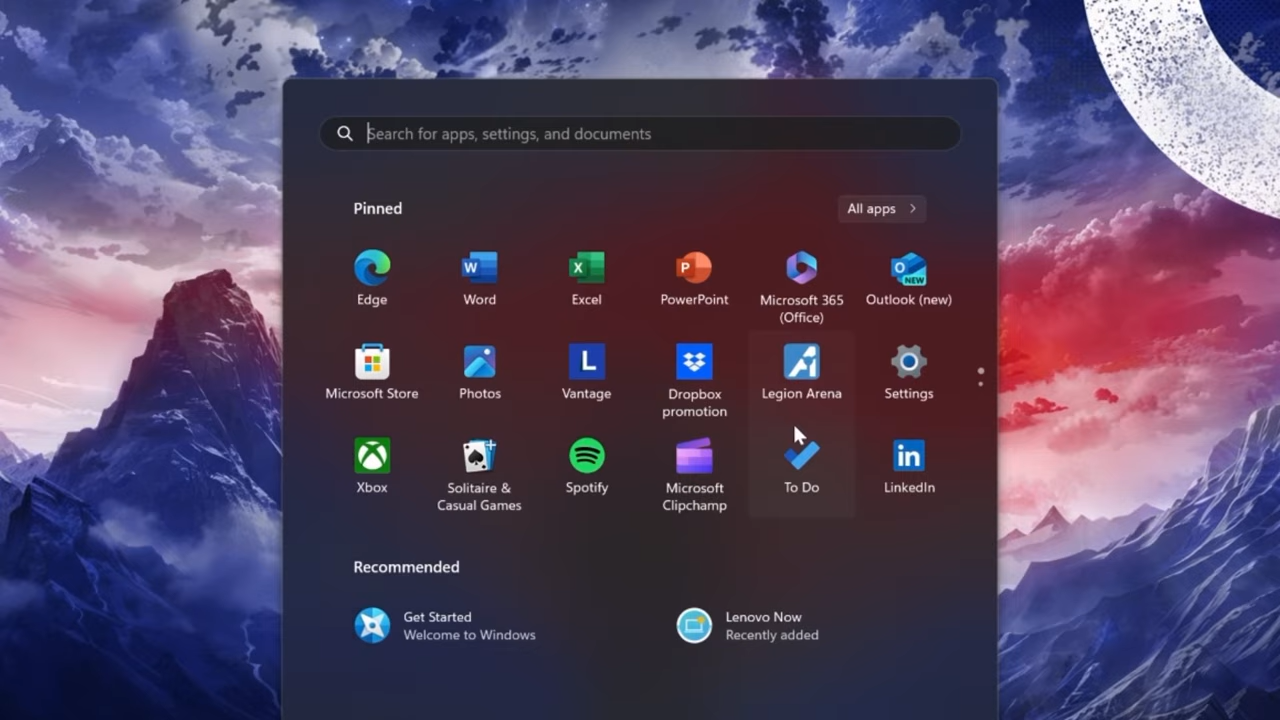 Search for apps, settings, and documents
Pinned
All apps
Edge
Word
Excel
PowerPoint
Microsoft 365
(Office)
Outlook (new)
Microsoft Store
Photos
Vantage
Dropbox
promotion
Legion Arena
Settings
Xbox
Solitaire &
Casual Games
Spotify
Microsoft
Clipchamp
To Do
LinkedIn
Recommended
Get Started
Welcome to Windows
Lenovo Now
Recently added